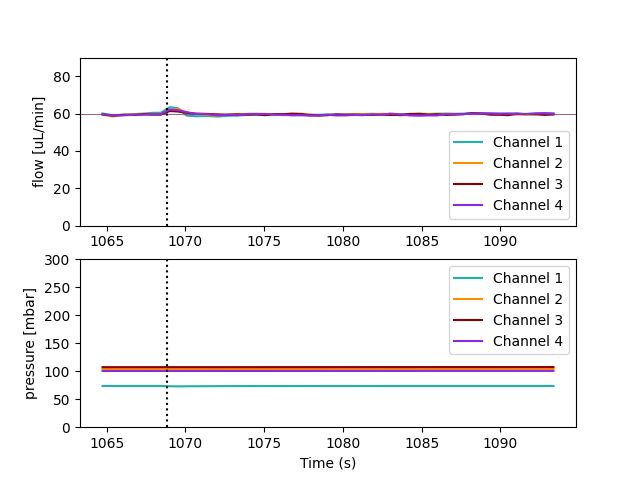 80
60
40
20
0
flow [uL/min]
Channel 1
Channel 2
Channel 3
Channel 4
1065 1070 1075 1080 1085 1090
300
250
200
150
100
50
0
pressure [mbar]
Channel 1
Channel 2
Channel 3
Channel 4
1065 1070 1075 1080 1085 1090
Time (s)